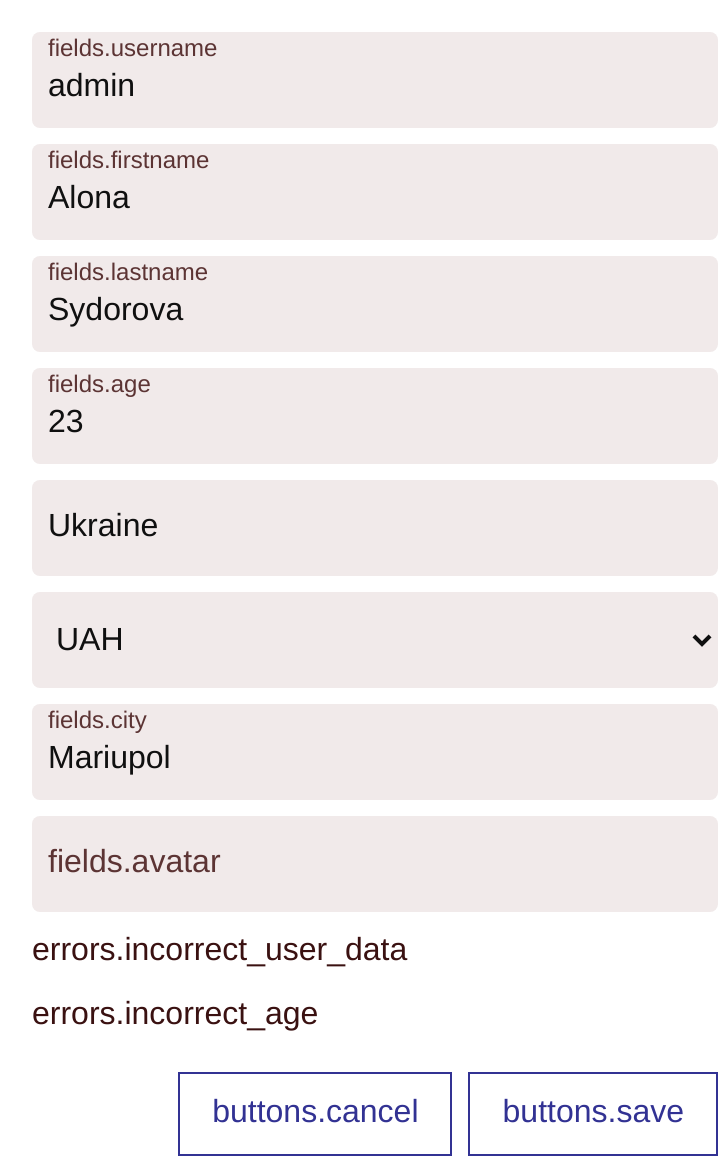 fields.username
admin
fields.firstname
Alona
fields.lastname
Sydorova
fields.age
23
Ukraine
UAH
fields.city
Mariupol
fields.avatar
errors.incorrect_user_data
errors.incorrect_age
buttons.cancel buttons.save